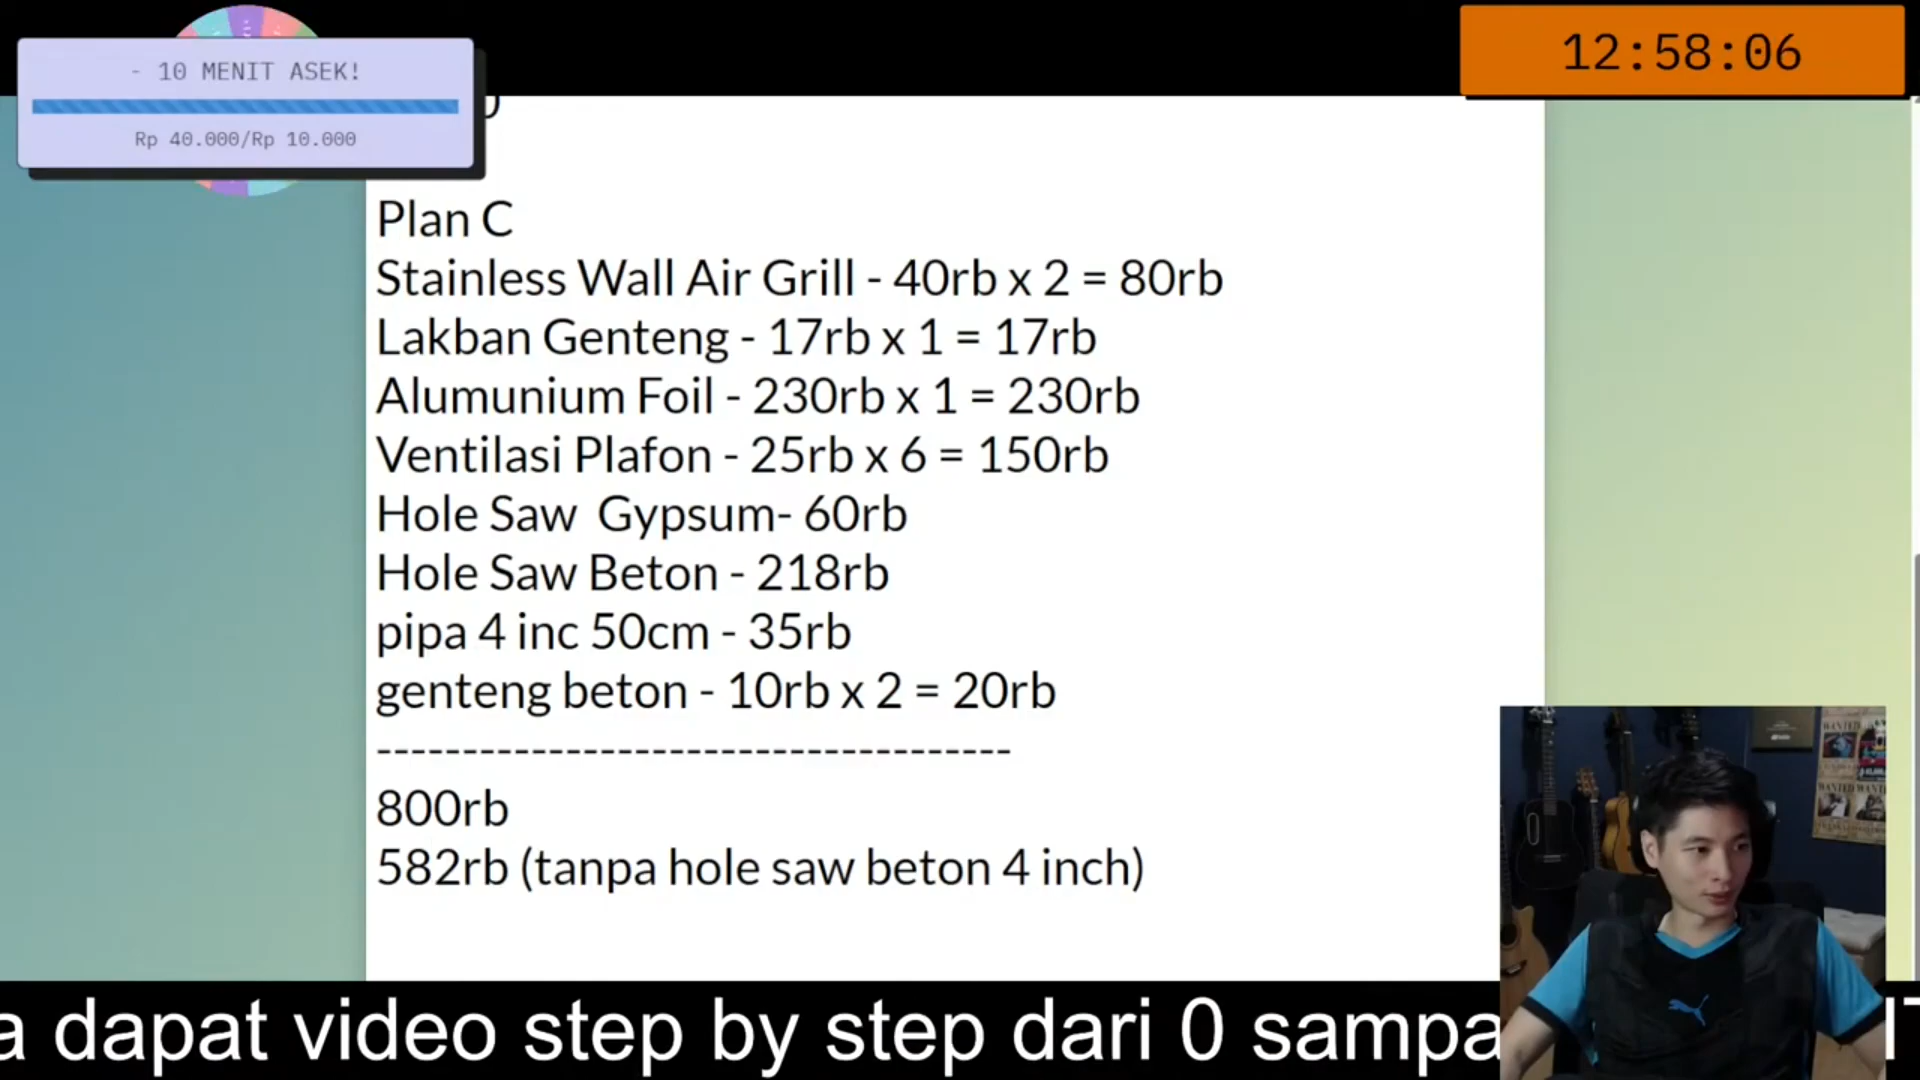 - 10 MENIT ASEK!
Rp 40.000/Rp 10.000
12:58:06
Plan C
Stainless Wall Air Grill - 40rb x 2 = 80rb
Lakban Genteng - 17rb x 1 = 17rb
Alumunium Foil - 230rb x 1 = 230rb
Ventilasi Plafon - 25rb x 6 = 150rb
Hole Saw  Gypsum- 60rb
Hole Saw Beton - 218rb
pipa 4 inc 50cm - 35rb
genteng beton - 10rb x 2 = 20rb
------------------------------------
800rb
582rb (tanpa hole saw beton 4 inch)
WANTED WANTED
a dapat video step by step dari 0 sampa